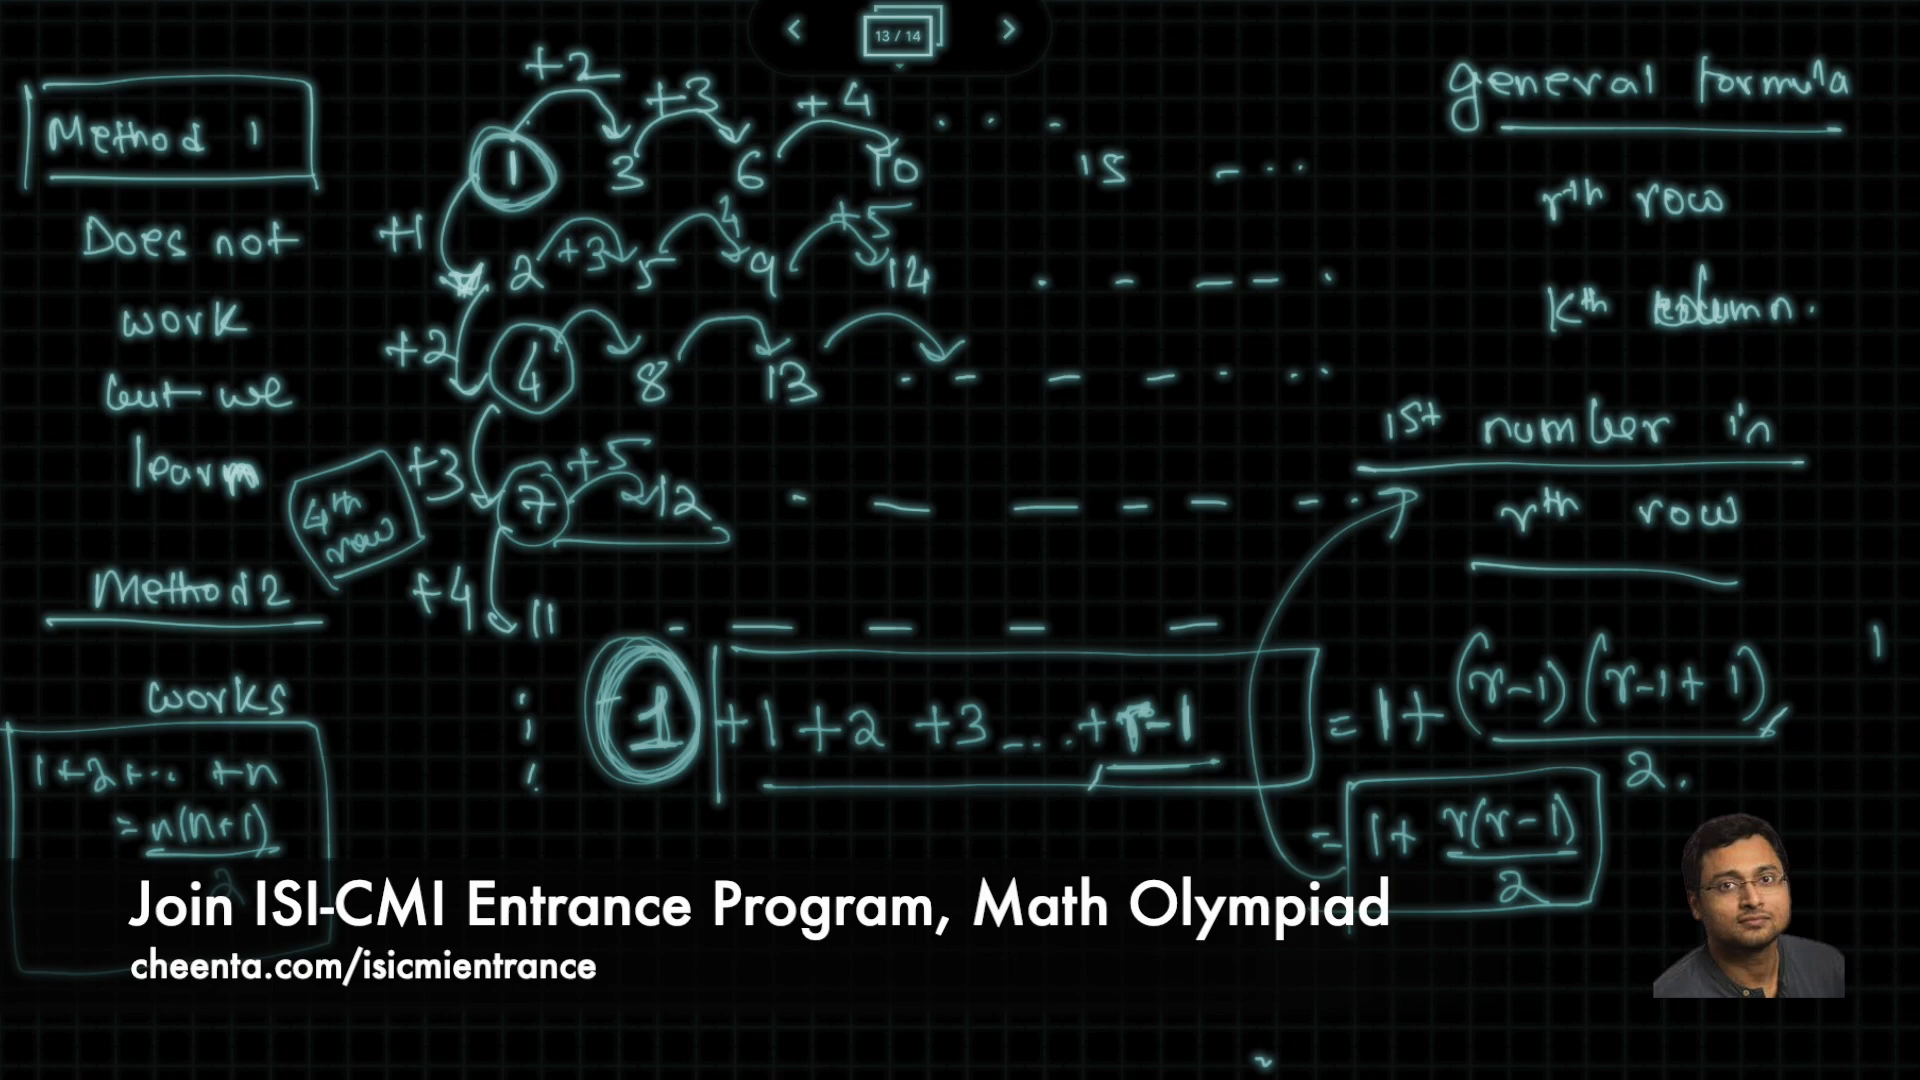 13 / 14
Method 1
Does not
work
but we
learn
Method 2
works
1+2+.. +n
= n(n+1)
2
+2 +3 +4 . . .
1 3 6 10 15 - . . .
+1 +3 4 +5
2 5 9 14 . - — - .
+2
4 8 13 . - - - . . .
4th
row
+3 +5
7 12 . — — - - - .
+4
11 - — — — —
1 +1 +2 +3 ... + r-1 = 1 + (r-1)(r-1+1)
2.
= 1 + r(r-1)
2
general formula
rth row
kth column.
1st number in
rth row
Join ISI-CMI Entrance Program, Math Olympiad
cheenta.com/isicmientrance